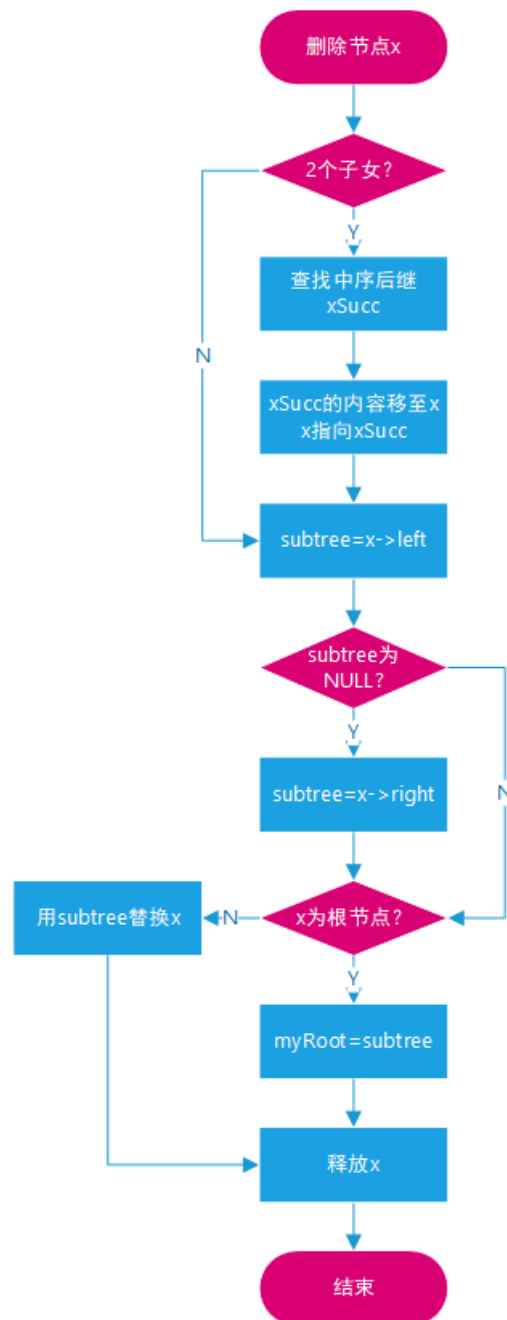 删除节点x
2个子女?
Y
查找中序后继
xSucc
N
xSucc的内容移至x
x指向xSucc
subtree=x->left
subtree为
NULL?
Y
subtree=x->right
N
x为根节点?
N
用subtree替换x
Y
myRoot=subtree
释放x
结束